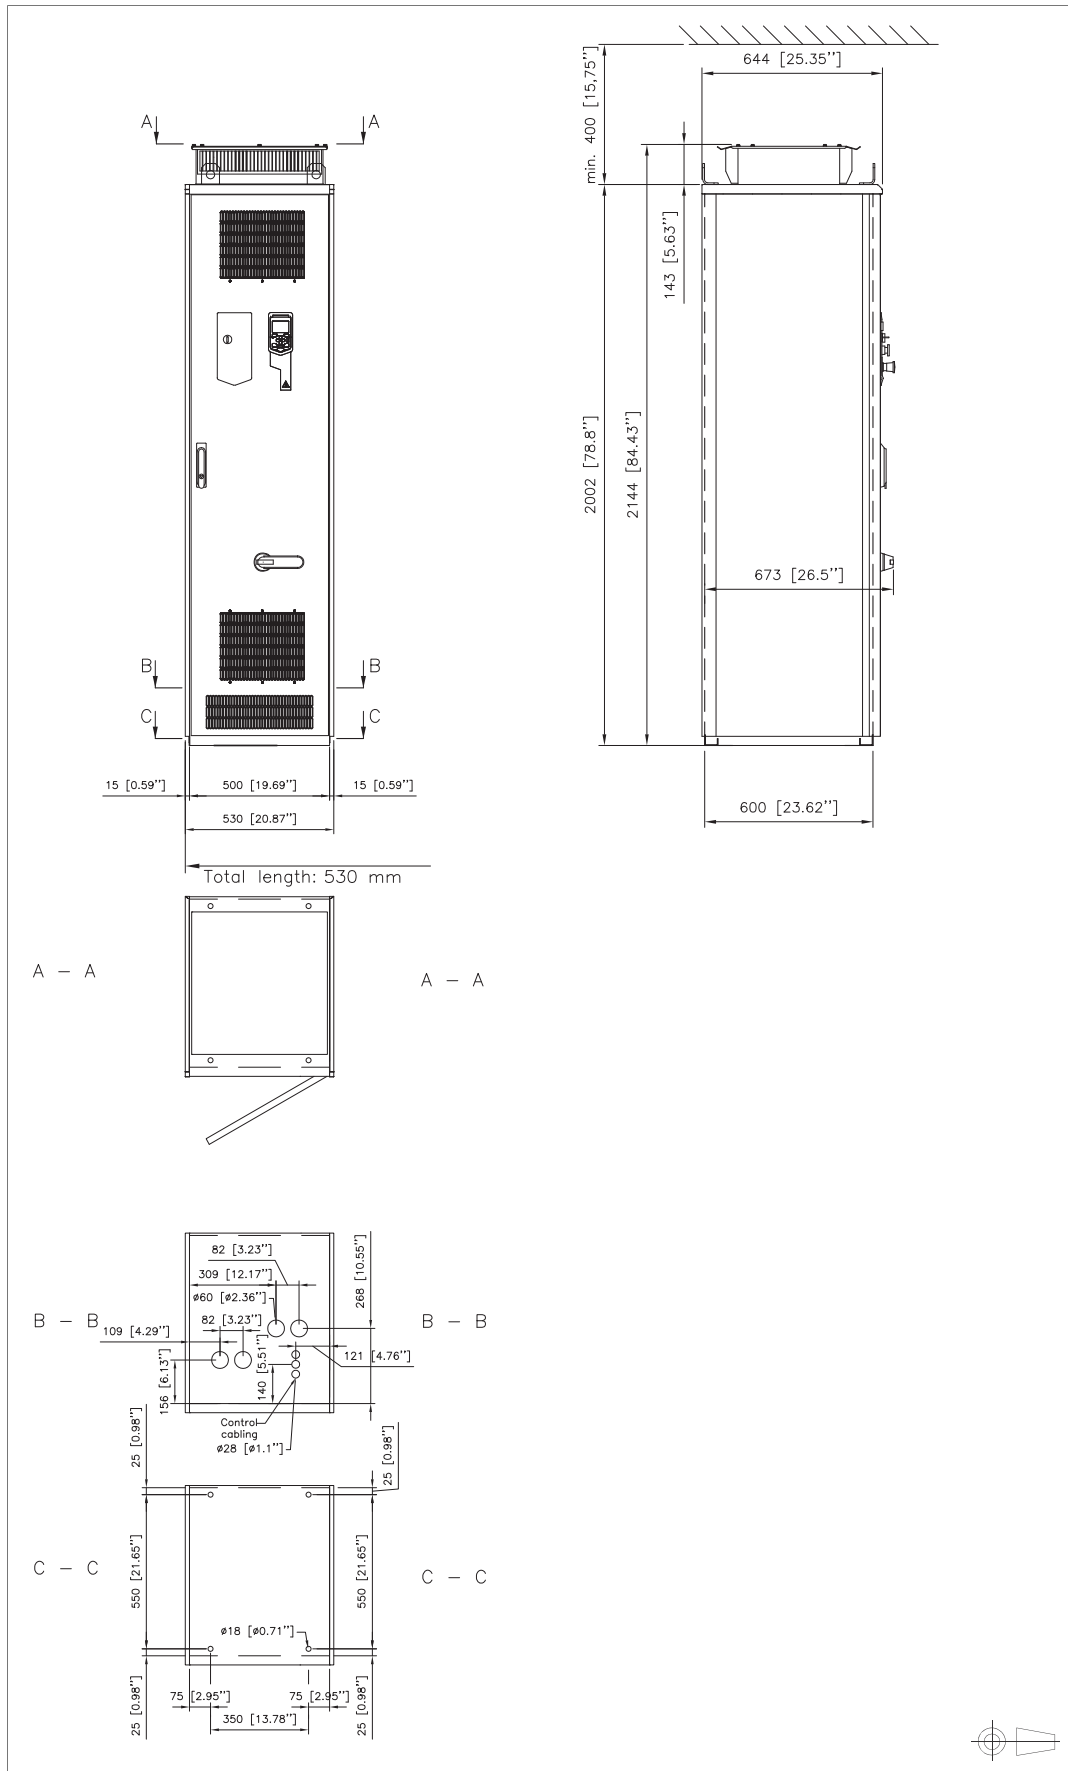 644 [25.35’’]
min. 400 [15,75’’]
A
A
143 [5.63’’]
2002 [78.8’’]
2144 [84.43’’]
673 [26.5’’]
B
B
C
C
15 [0.59’’]
500 [19.69’’]
15 [0.59’’]
530 [20.87’’]
600 [23.62’’]
Total length: 530 mm
A – A
A – A
82 [3.23’’]
309 [12.17’’]
268 [10.55’’]
ø60 [ø2.36’’]
82 [3.23’’]
B – B
B – B
109 [4.29’’]
121 [4.76’’]
156 [6.13’’]
140 [5.51’’]
Control
cabling
ø28 [ø1.1’’]
25 [0.98’’]
25 [0.98’’]
550 [21.65’’]
550 [21.65’’]
C – C
C – C
ø18 [ø0.71’’]
25 [0.98’’]
75 [2.95’’]
75 [2.95’’]
25 [0.98’’]
350 [13.78’’]